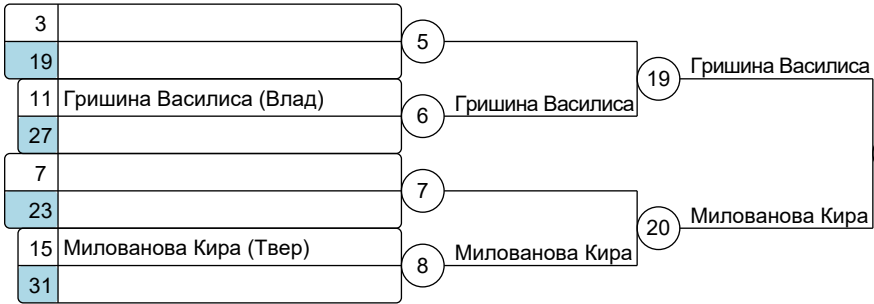 3
5
19
19 Гришина Василиса
11 Гришина Василиса (Влад)
6 Гришина Василиса
27
7
7
23
20 Милованова Кира
15 Милованова Кира (Твер)
8 Милованова Кира
31